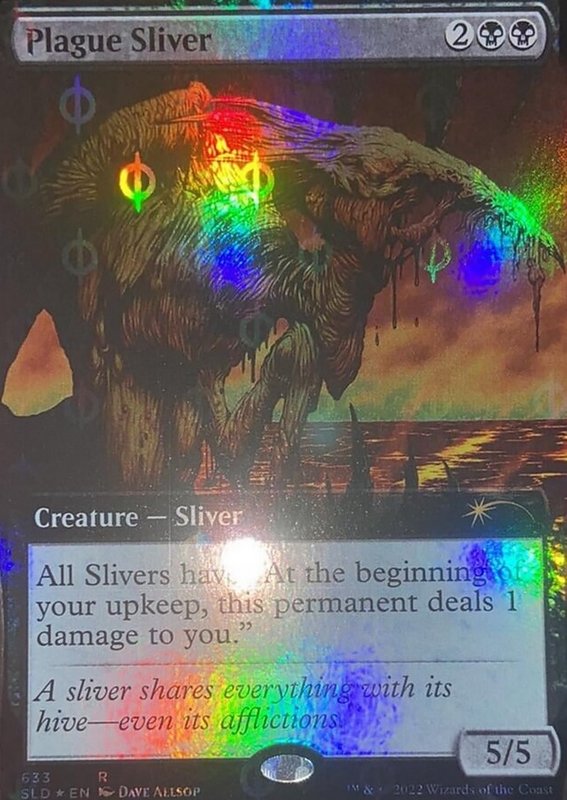 Plague Sliver 2
Creature — Sliver
All Slivers have "At the beginning of
your upkeep, this permanent deals 1
damage to you."
A sliver shares everything with its
hive—even its afflictions.
5/5
633 R
SLD ★ EN DAVE ALLSOP ™ & © 2022 Wizards of the Coast